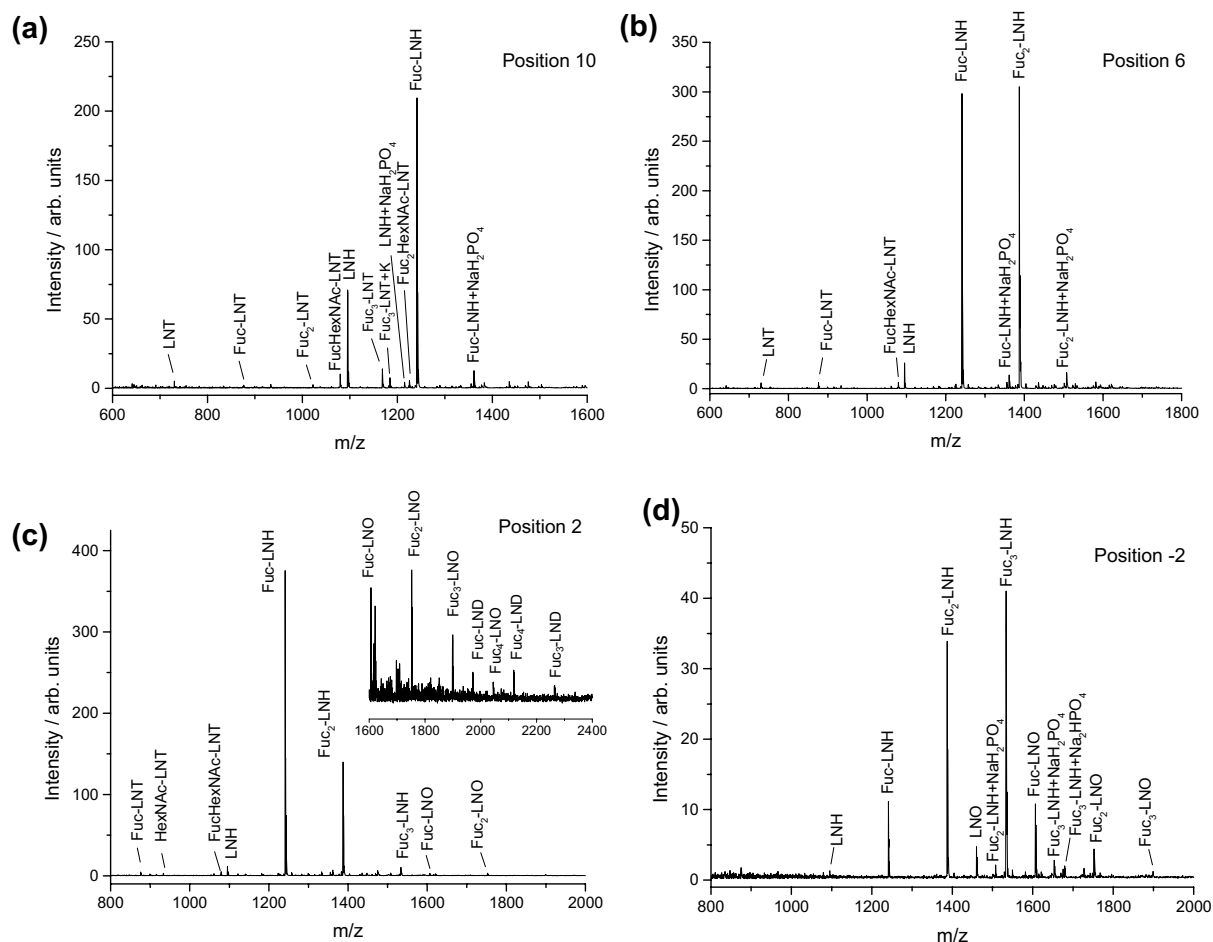 (a)
Position 10
Intensity / arb. units
250
200
150
100
50
0
LNT
Fuc-LNT
Fuc₂-LNT
FucHexNAc-LNT
LNH
Fuc₃-LNT
Fuc₃-LNT+K
LNH+NaH₂PO₄
Fuc₂HexNAc-LNT
Fuc-LNH
Fuc-LNH+NaH₂PO₄
600 800 1000 1200 1400 1600
m/z
(b)
Position 6
Intensity / arb. units
350
300
250
200
150
100
50
0
LNT
Fuc-LNT
FucHexNAc-LNT
LNH
Fuc-LNH
Fuc-LNH+NaH₂PO₄
Fuc₂-LNH
Fuc₂-LNH+NaH₂PO₄
600 800 1000 1200 1400 1600 1800
m/z
(c)
Position 2
Intensity / arb. units
400
300
200
100
0
Fuc-LNT
HexNAc-LNT
FucHexNAc-LNT
LNH
Fuc-LNH
Fuc₂-LNH
Fuc₃-LNH
Fuc-LNO
Fuc₂-LNO
800 1000 1200 1400 1600 1800 2000
m/z
Fuc-LNO
Fuc₂-LNO
Fuc₃-LNO
Fuc-LND
Fuc₄-LNO
Fuc₄-LND
Fuc₃-LND
1600 1800 2000 2200 2400
(d)
Position -2
Intensity / arb. units
50
40
30
20
10
0
LNH
Fuc-LNH
Fuc₂-LNH
LNO
Fuc₂-LNH+NaH₂PO₄
Fuc₃-LNH
Fuc-LNO
Fuc₃-LNH+NaH₂PO₄
Fuc₃-LNH+Na₂HPO₄
Fuc₂-LNO
Fuc₃-LNO
800 1000 1200 1400 1600 1800 2000
m/z